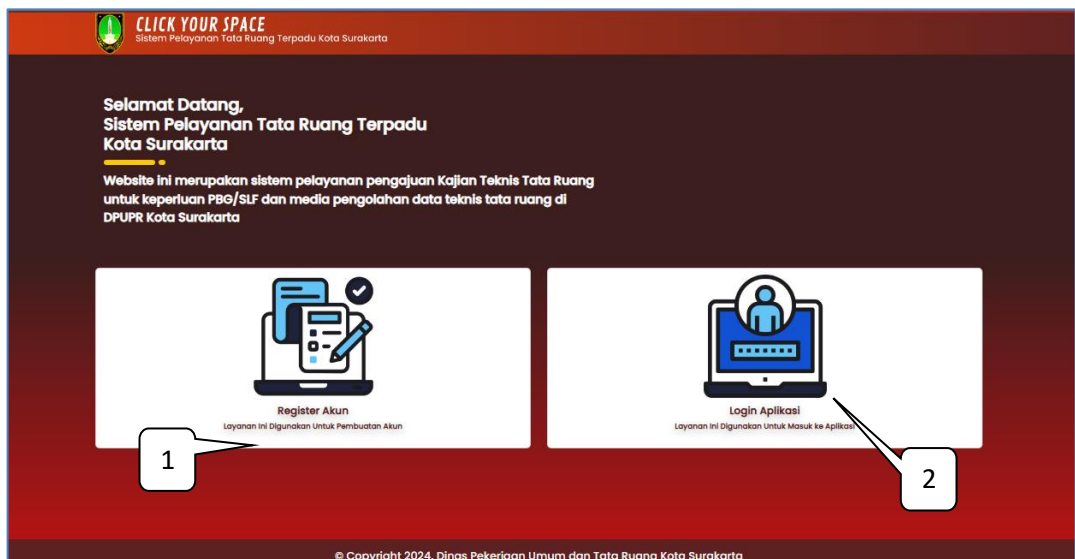 CLICK YOUR SPACE
Sistem Pelayanan Tata Ruang Terpadu Kota Surakarta
Selamat Datang,
Sistem Pelayanan Tata Ruang Terpadu
Kota Surakarta
Website ini merupakan sistem pelayanan pengajuan Kajian Teknis Tata Ruang
untuk keperluan PBG/SLF dan media pengolahan data teknis tata ruang di
DPUPR Kota Surakarta
Register Akun
Layanan Ini Digunakan Untuk Pembuatan Akun
Login Aplikasi
Layanan Ini Digunakan Untuk Masuk ke Aplikasi
1
2
© Copyright 2024. Dinas Pekerjaan Umum dan Tata Ruang Kota Surakarta